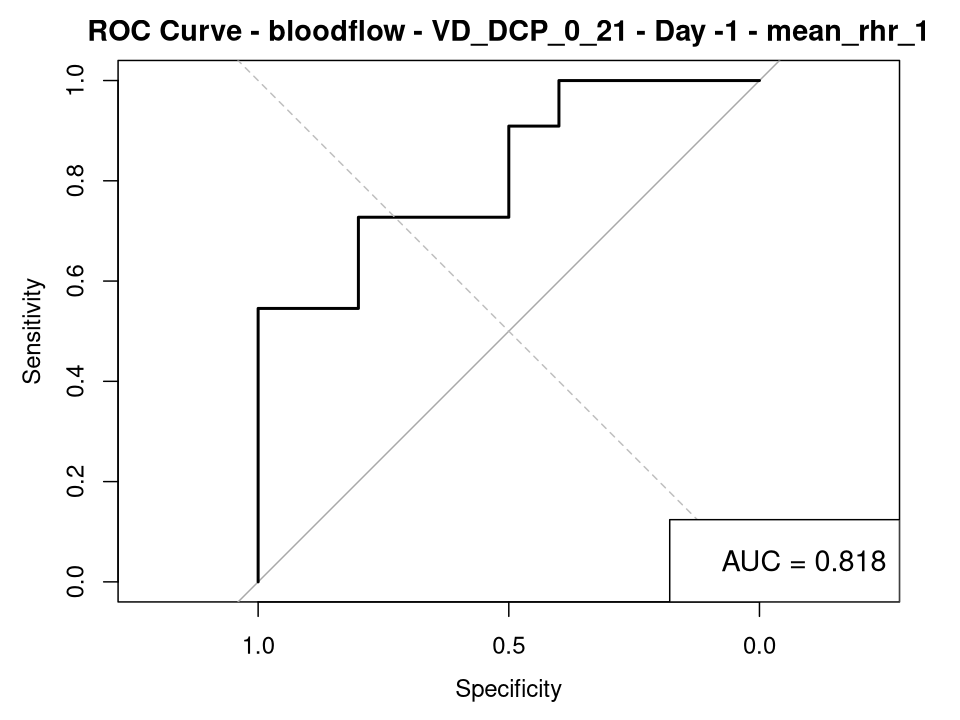 ROC Curve - bloodflow - VD_DCP_0_21 - Day -1 - mean_rhr_1
1.0
0.8
0.6
0.4
0.2
0.0
Sensitivity
AUC = 0.818
1.0 0.5 0.0
Specificity